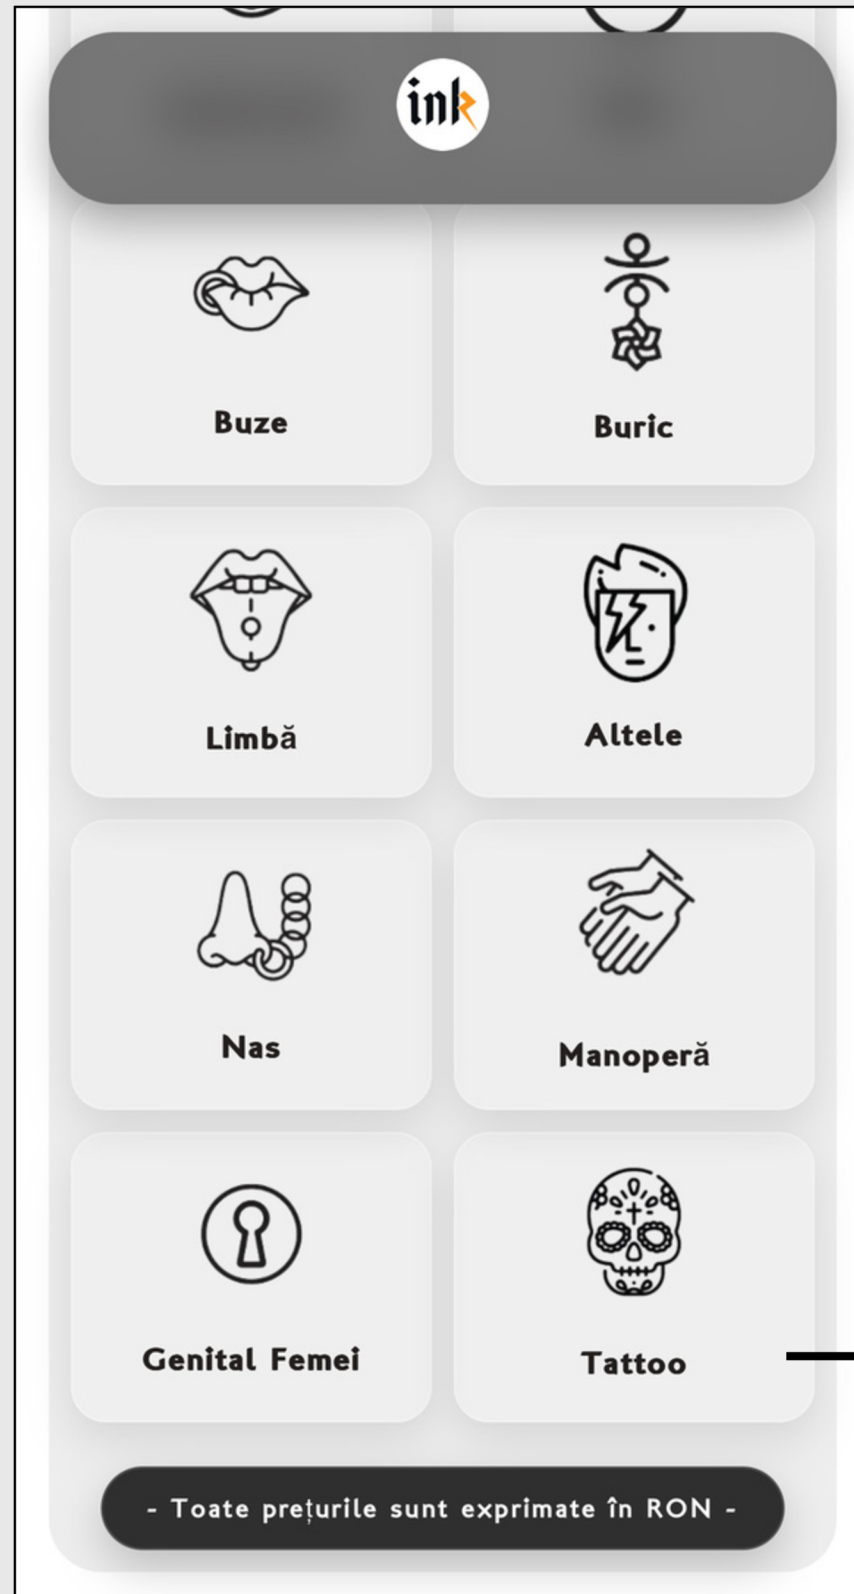 ink
Buze
Buric
Limbă
Altele
Nas
Manoperă
Genital Femei
Tattoo
- Toate prețurile sunt exprimate în RON -